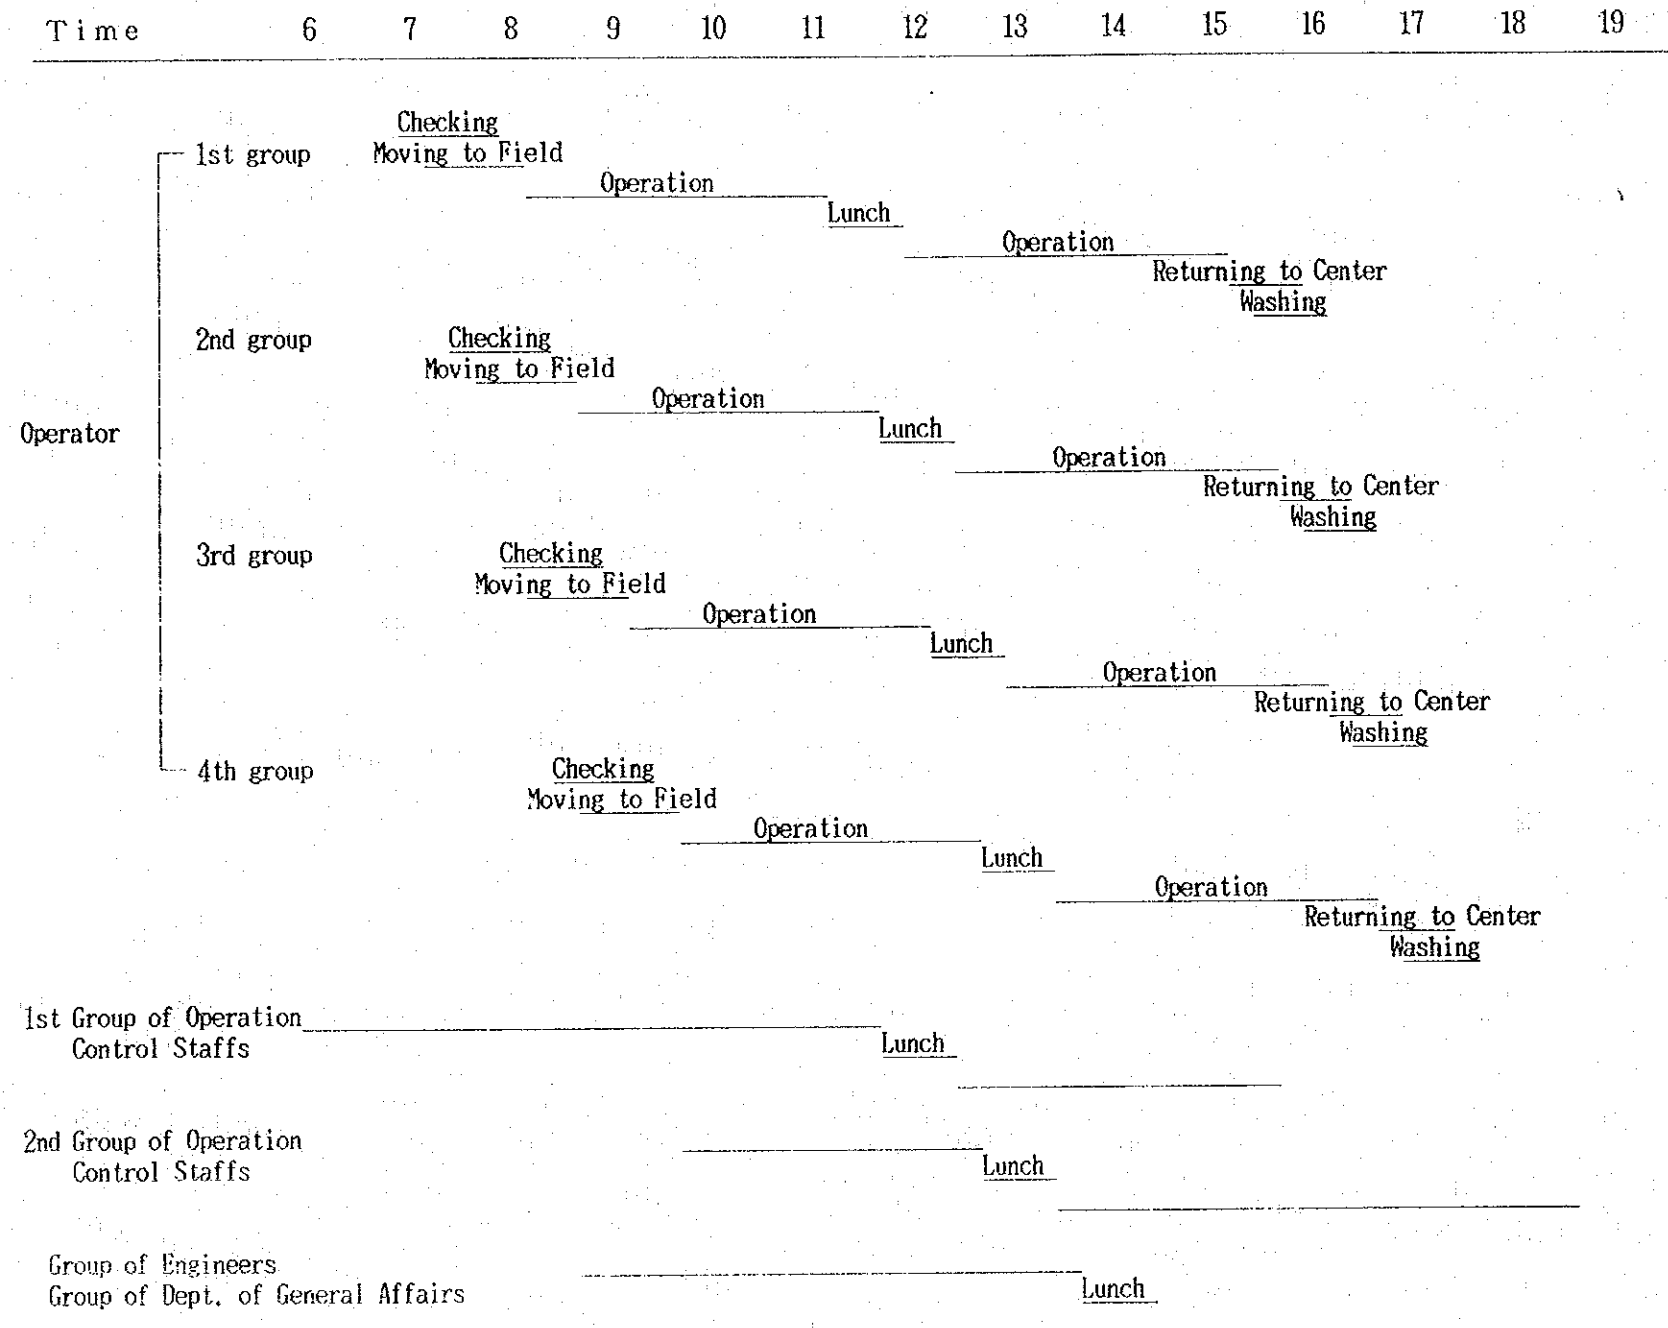 Time 6 7 8 9 10 11 12 13 14 15 16 17 18 19
Checking
1st group Moving to Field
Operation
Lunch
Operation
Returning to Center
Washing
2nd group Checking
Moving to Field
Operation
Lunch
Operator
Operation
Returning to Center
Washing
3rd group Checking
Moving to Field
Operation
Lunch
Operation
Returning to Center
Washing
4th group Checking
Moving to Field
Operation
Lunch
Operation
Returning to Center
Washing
1st Group of Operation
Control Staffs Lunch
2nd Group of Operation
Control Staffs Lunch
Group of Engineers
Group of Dept. of General Affairs Lunch